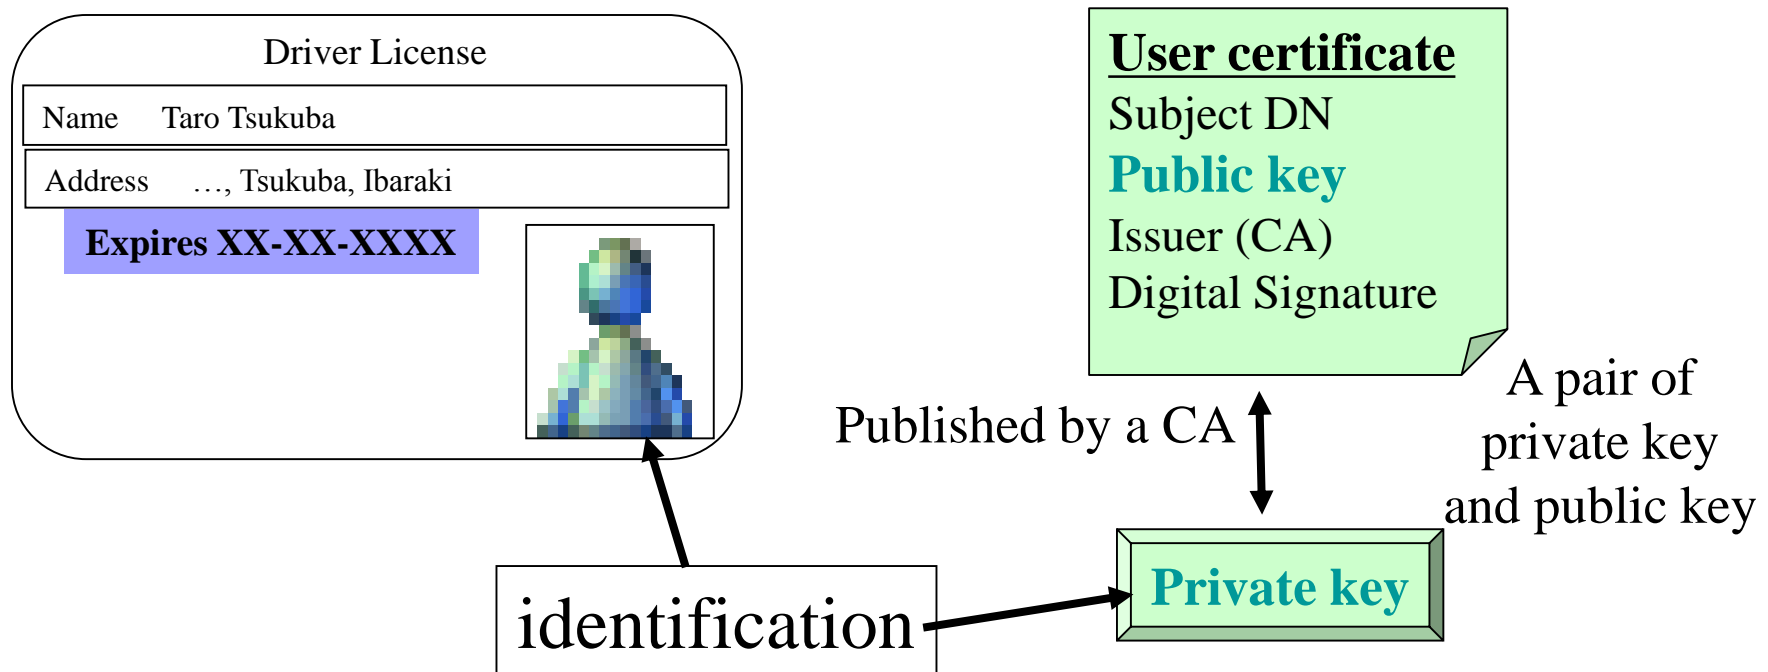 Driver License
Name Taro Tsukuba
Address …, Tsukuba, Ibaraki
Expires XX-XX-XXXX
User certificate
Subject DN
Public key
Issuer (CA)
Digital Signature
Published by a CA
A pair of
private key
and public key
identification
Private key